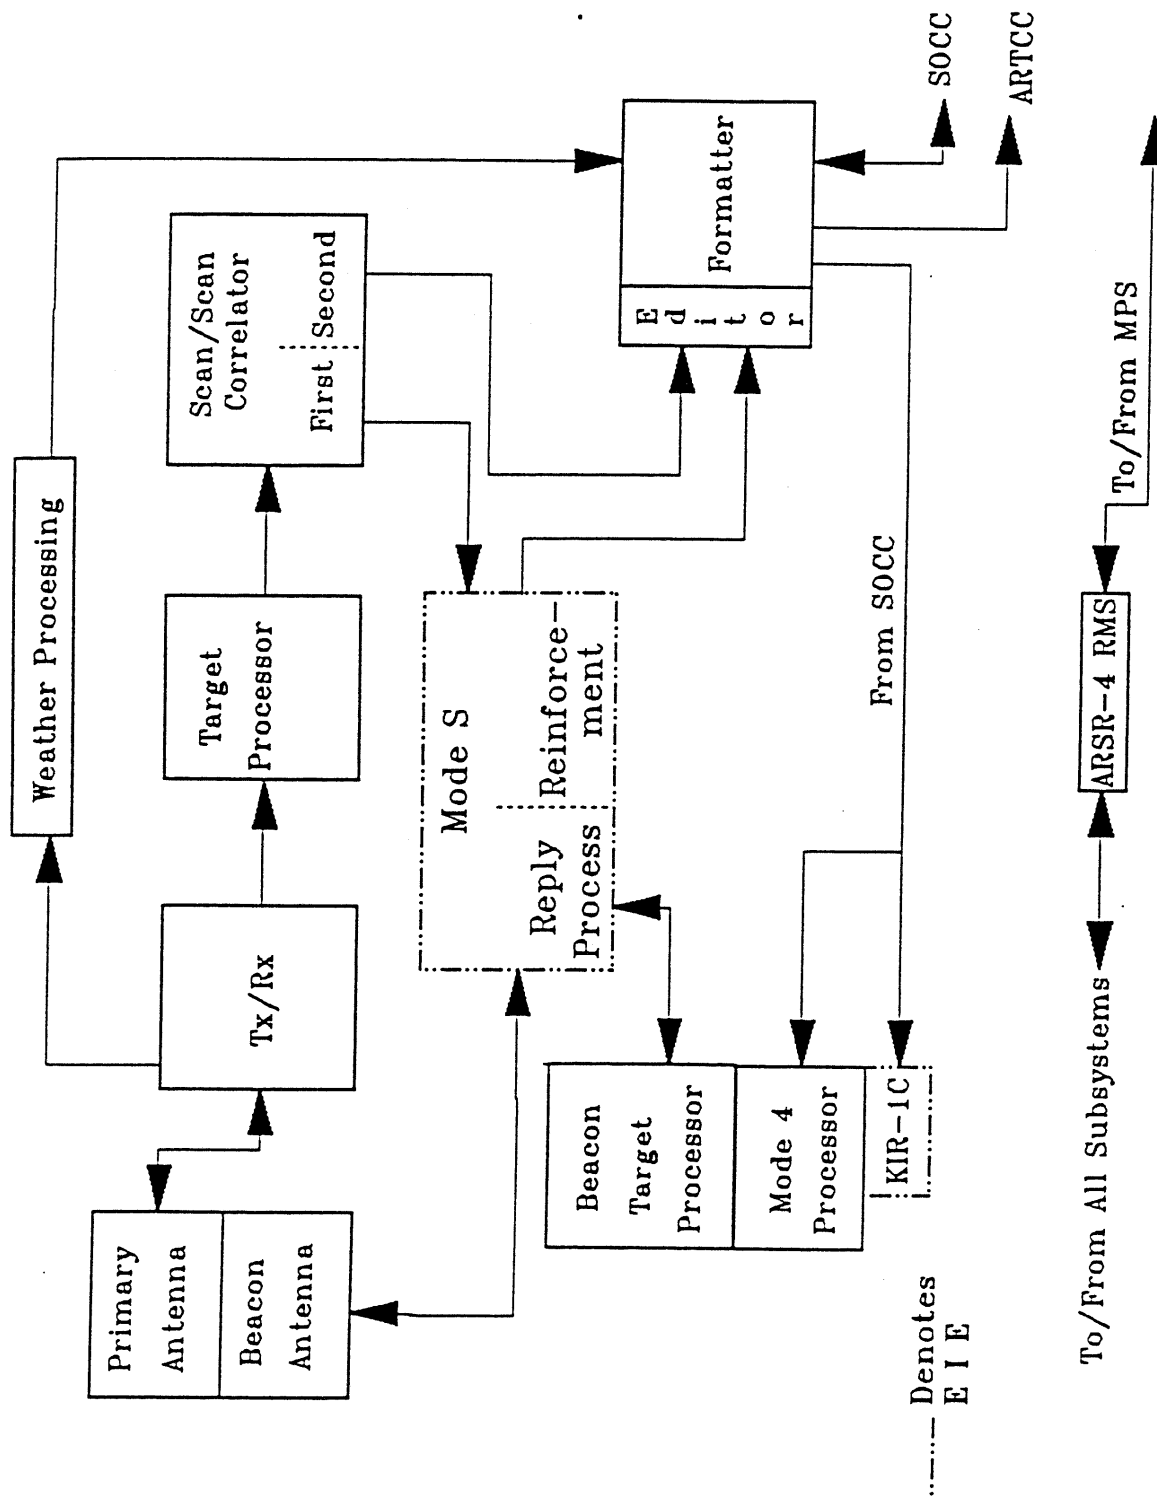 Weather Processing
Primary
Antenna
Beacon
Antenna
Tx/Rx
Target
Processor
Scan/Scan
Correlator
First
Second
Mode S
Reply
Process
Reinforce-
ment
Editor
Formatter
SOCC
ARTCC
Beacon
Target
Processor
Mode 4
Processor
KIR-1C
From SOCC
Denotes
E I E
To/From All Subsystems
ARSR-4 RMS
To/From MPS